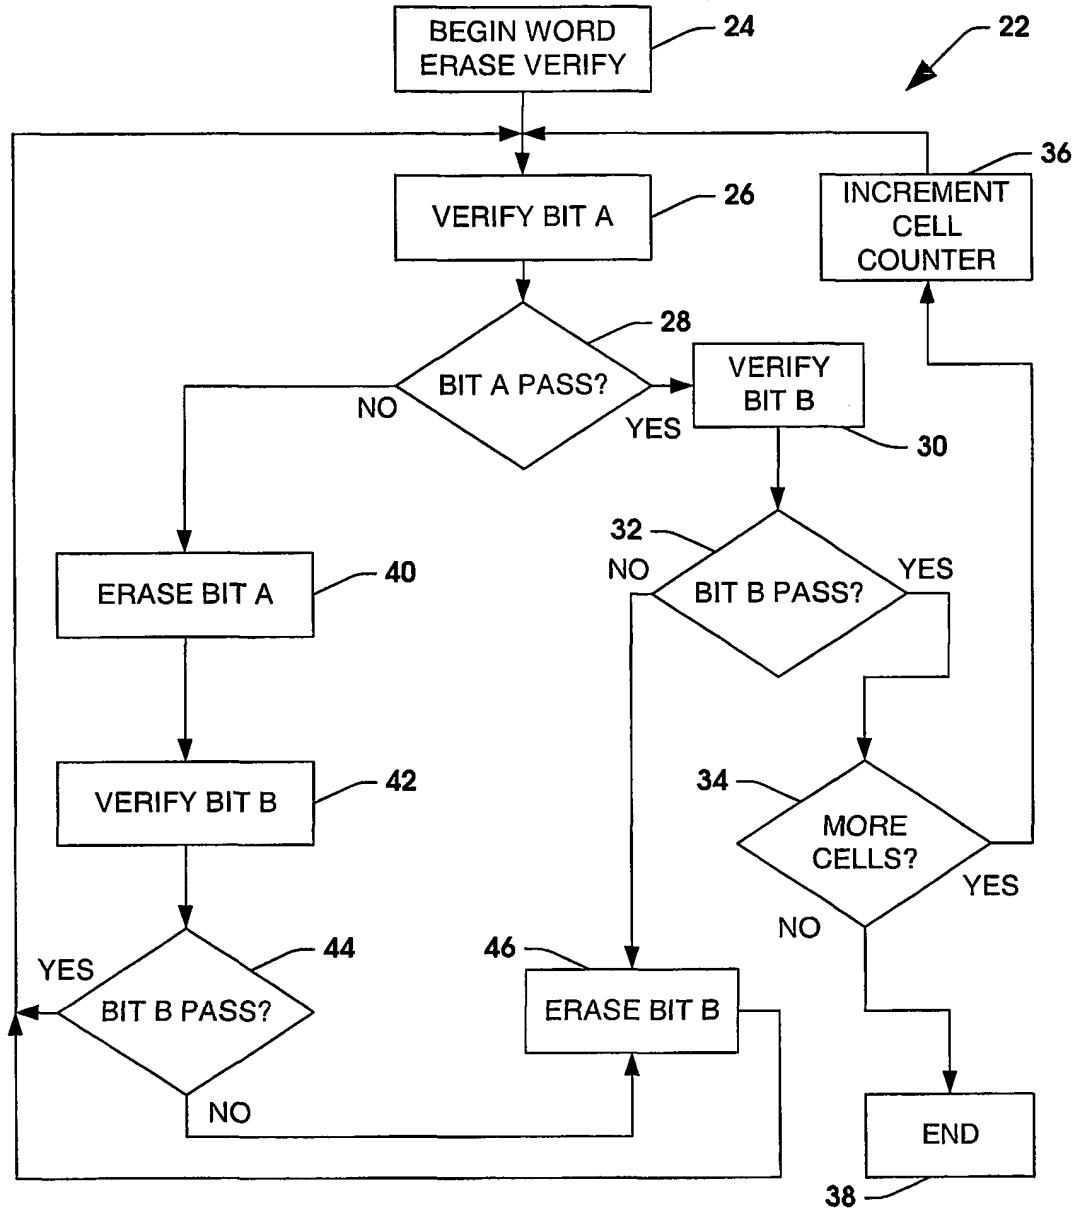 BEGIN WORD
ERASE VERIFY
24
22
VERIFY BIT A
26
INCREMENT
CELL
COUNTER
36
BIT A PASS?
28
NO
YES
VERIFY
BIT B
30
32
BIT B PASS?
NO
YES
ERASE BIT A
40
VERIFY BIT B
42
34
MORE
CELLS?
YES
NO
BIT B PASS?
44
YES
NO
46
ERASE BIT B
END
38